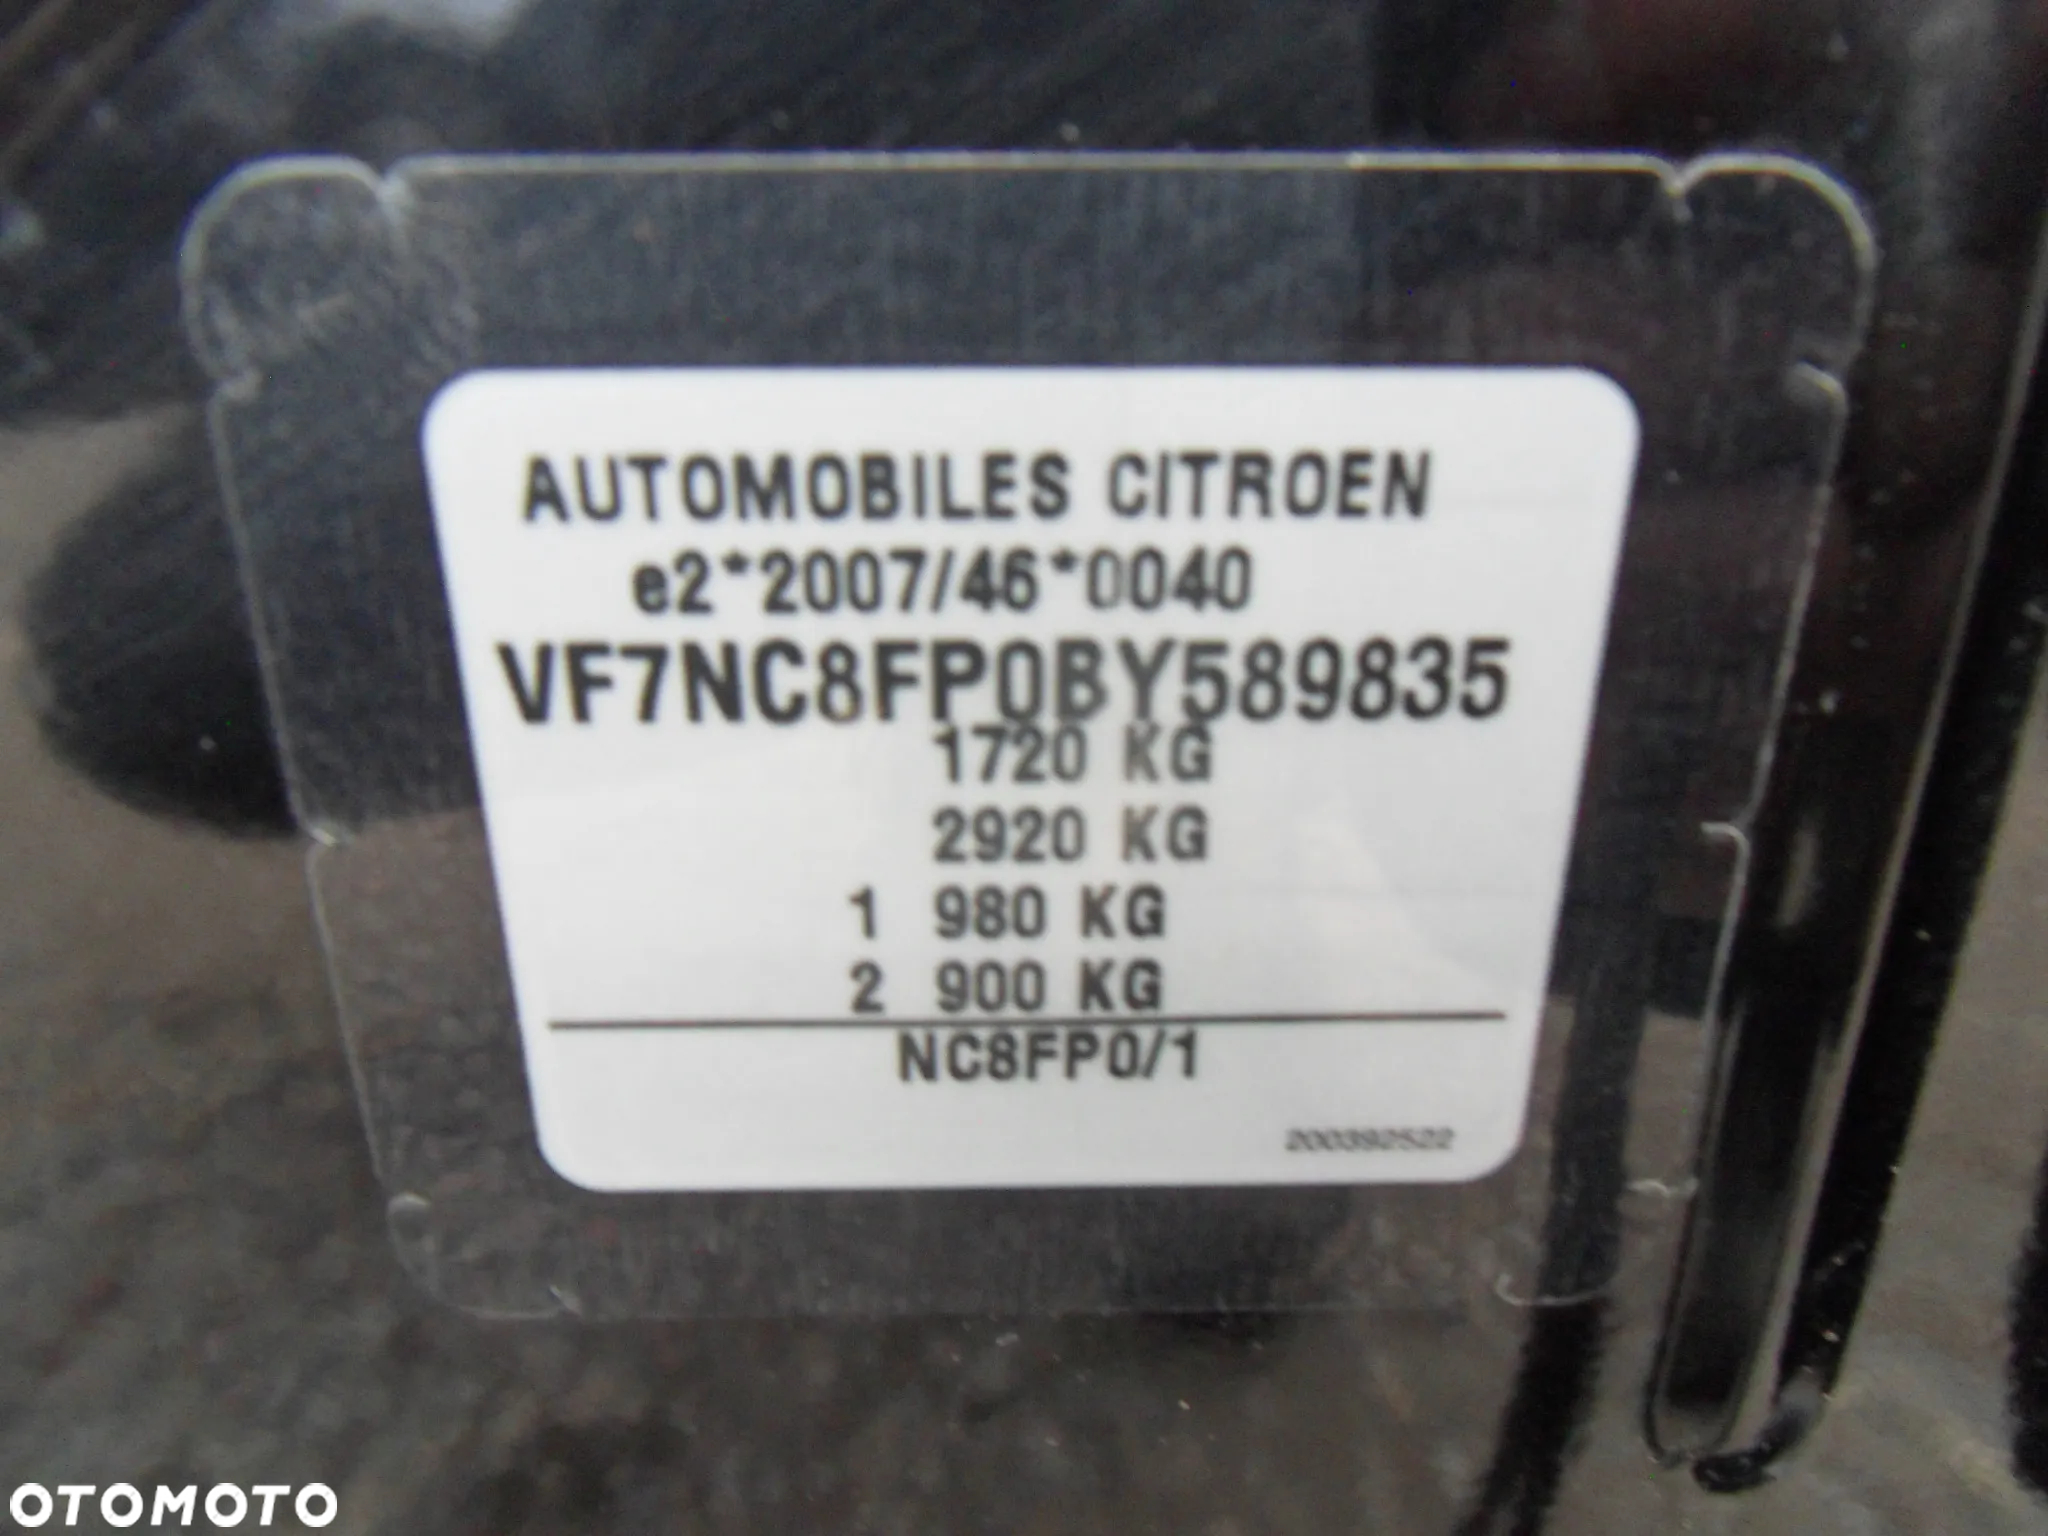 AUTOMOBILES CITROEN
e2*2007/46*0040
VF7NC8FP0BY589835
1720 KG
2920 KG
1 980 KG
2 900 KG
NC8FP0/1
200392522
OTOMOTO